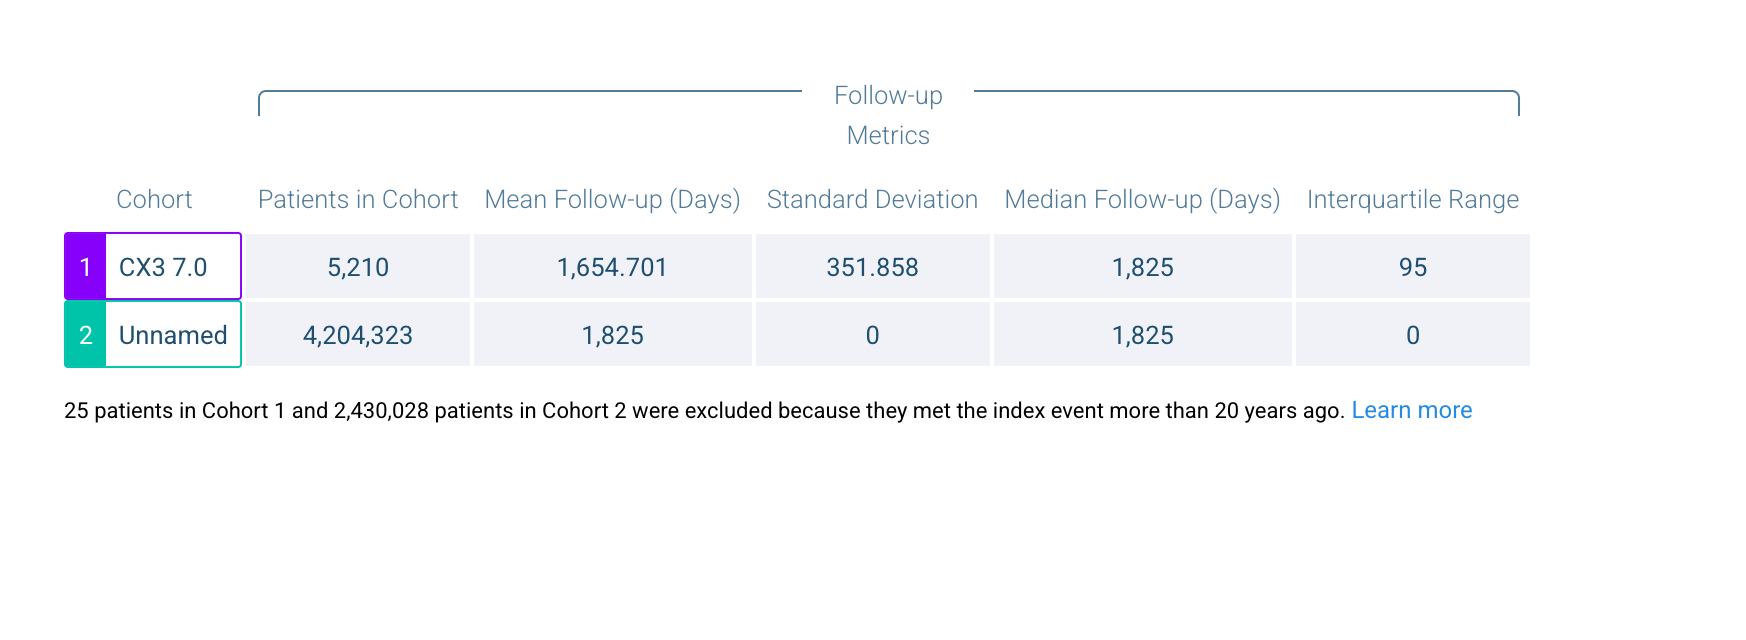 Follow-up
Metrics
Cohort Patients in Cohort Mean Follow-up (Days) Standard Deviation Median Follow-up (Days) Interquartile Range
1 CX3 7.0 5,210 1,654.701 351.858 1,825 95
2 Unnamed 4,204,323 1,825 0 1,825 0
25 patients in Cohort 1 and 2,430,028 patients in Cohort 2 were excluded because they met the index event more than 20 years ago. Learn more